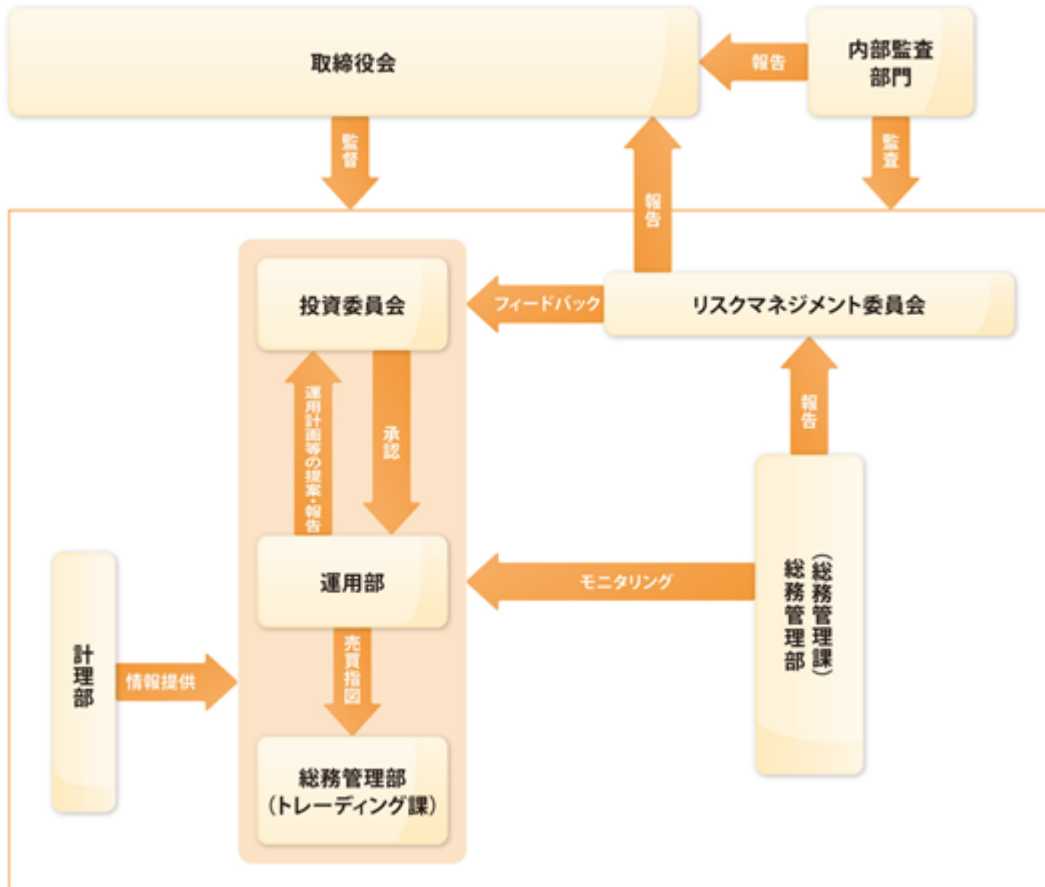 取締役会
報告
内部監査
部門
監督
報告
監査
投資委員会
フィードバック
リスクマネジメント委員会
運用計画等の提案・報告
承認
報告
運用部
モニタリング
総務管理部
(総務管理課)
計理部
情報提供
売買指図
総務管理部
(トレーディング課)